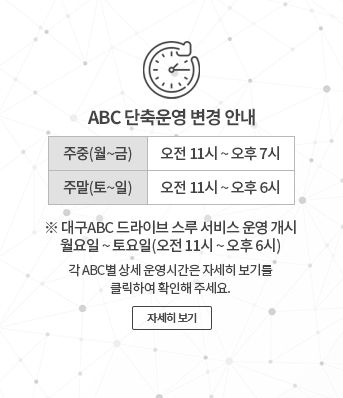 ABC 단축운영 변경 안내
주중(월~금) 오전 11시 ~ 오후 7시
주말(토~일) 오전 11시 ~ 오후 6시
※ 대구ABC 드라이브 스루 서비스 운영 개시
월요일 ~ 토요일(오전 11시 ~ 오후 6시)
각 ABC별 상세 운영시간은 자세히 보기를
클릭하여 확인해 주세요.
자세히 보기